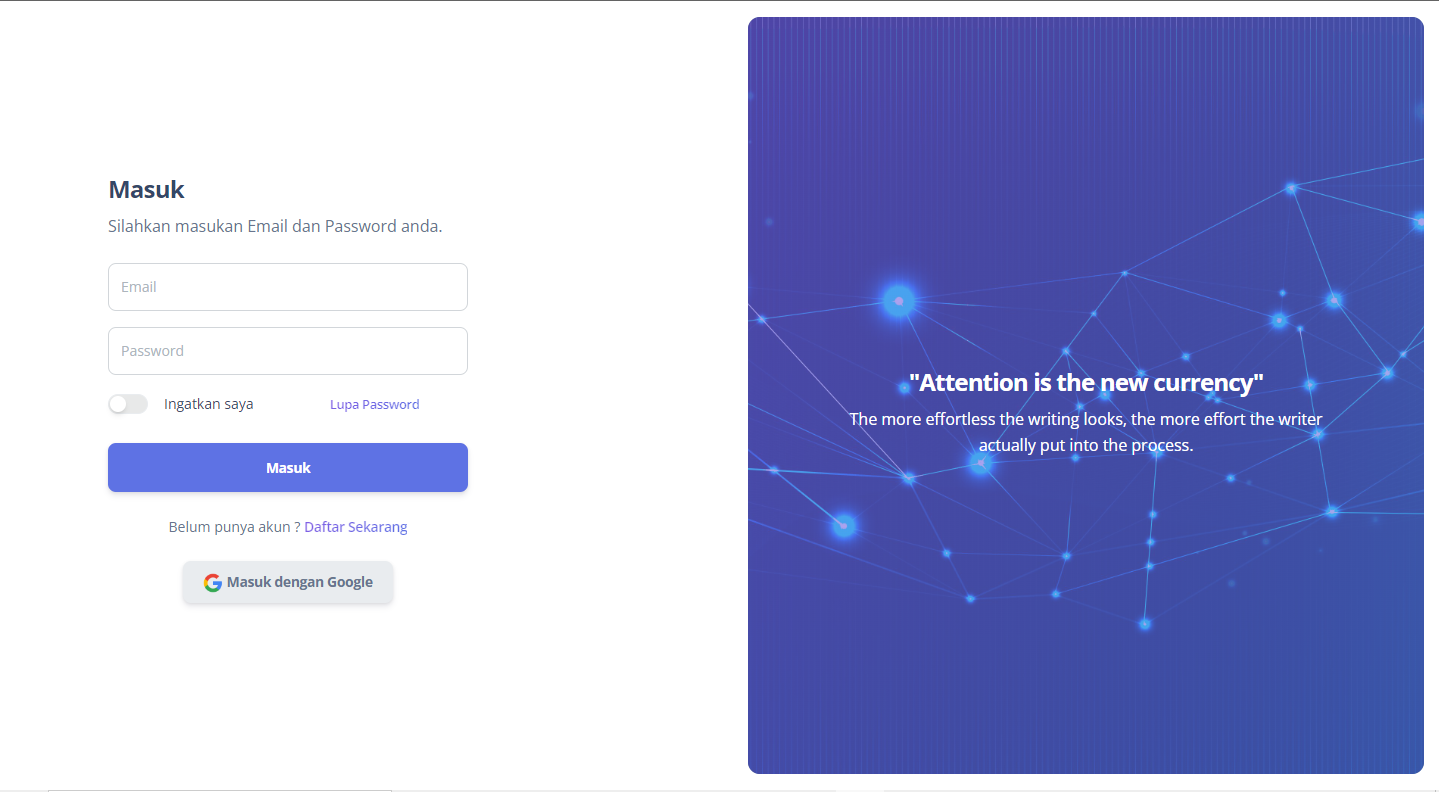 Masuk
Silahkan masukan Email dan Password anda.
Email
Password
Ingatkan saya
Lupa Password
Masuk
Belum punya akun ? Daftar Sekarang
Masuk dengan Google
"Attention is the new currency"
The more effortless the writing looks, the more effort the writer
actually put into the process.